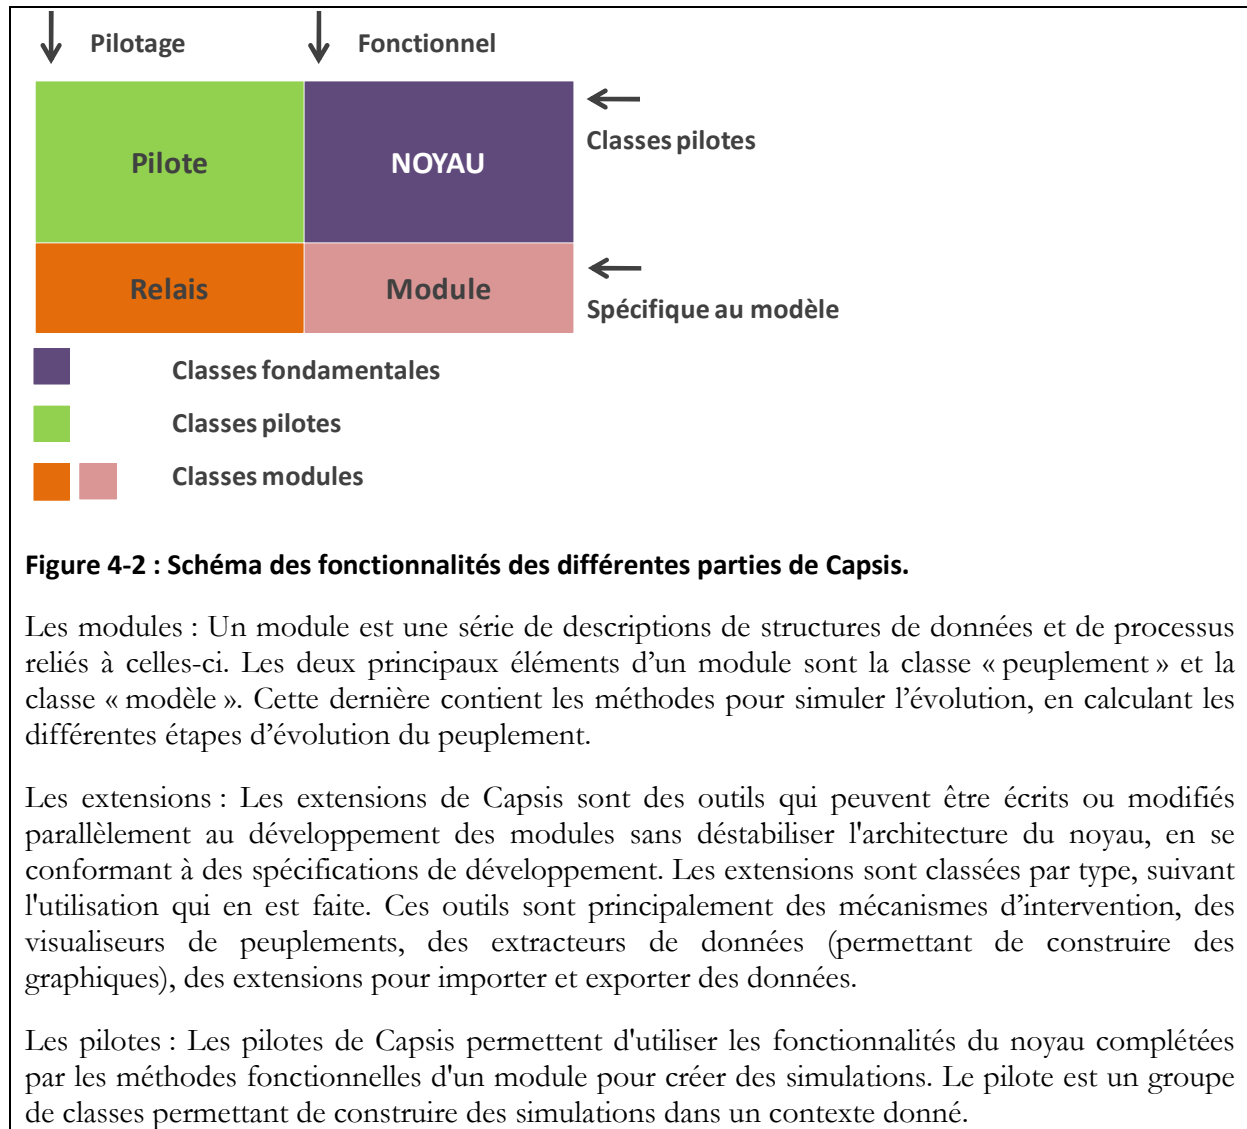 Pilotage
Fonctionnel
Classes pilotes
Pilote
NOYAU
Relais
Module
Spécifique au modèle
Classes fondamentales
Classes pilotes
Classes modules
Figure 4-2 : Schéma des fonctionnalités des différentes parties de Capsis.
Les modules : Un module est une série de descriptions de structures de données et de processus
reliés à celles-ci. Les deux principaux éléments d’un module sont la classe « peuplement » et la
classe « modèle ». Cette dernière contient les méthodes pour simuler l’évolution, en calculant les
différentes étapes d’évolution du peuplement.
Les extensions : Les extensions de Capsis sont des outils qui peuvent être écrits ou modifiés
parallèlement au développement des modules sans déstabiliser l'architecture du noyau, en se
conformant à des spécifications de développement. Les extensions sont classées par type, suivant
l'utilisation qui en est faite. Ces outils sont principalement des mécanismes d’intervention, des
visualiseurs de peuplements, des extracteurs de données (permettant de construire des
graphiques), des extensions pour importer et exporter des données.
Les pilotes : Les pilotes de Capsis permettent d'utiliser les fonctionnalités du noyau complétées
par les méthodes fonctionnelles d'un module pour créer des simulations. Le pilote est un groupe
de classes permettant de construire des simulations dans un contexte donné.